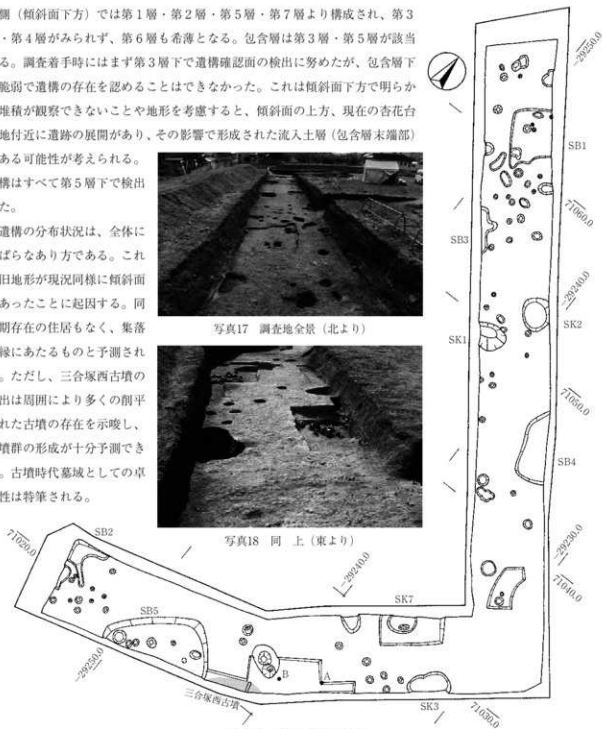 側（傾斜面下方）では第１層・第２層・第５層・第７層より構成され、第３
・第４層がみられず、第６層も希薄となる。包含層は第３層・第５層が該当
る。調査着手時にはまず第３層下で遺構確認面の検出に努めたが、包含層下
脆弱で遺構の存在を認めることはできなかった。これは傾斜面下方で明らか
堆積が観察できないことや地形を考慮すると、傾斜面の上方、現在の杏花台
地付近に遺跡の展開があり、その影響で形成された流入土層（包含層末端部）
ある可能性が考えられる。
構はすべて第５層下で検出
た。
遺構の分布状況は、全体に
ばらなあり方である。これ
旧地形が現況同様に傾斜面
あったことに起因する。同
期存在の住居もなく、集落
縁にあたるものと予測され
。ただし、三合塚西古墳の
出は周囲により多くの削平
れた古墳の存在を示唆し、
墳群の形成が十分予測でき
。古墳時代墓域としての卓
性は特筆される。
写真17　調査地全景（北より）
写真18　同　上（東より）
-29250.0
SB1
71060.0
SB3
-29240.0
SK2
SK1
71050.0
SB4
-29230.0
71040.0
SB2
71020.0
-29240.0
SK7
SB5
-29250.0
B
A
三合塚西古墳
SK3
71030.0